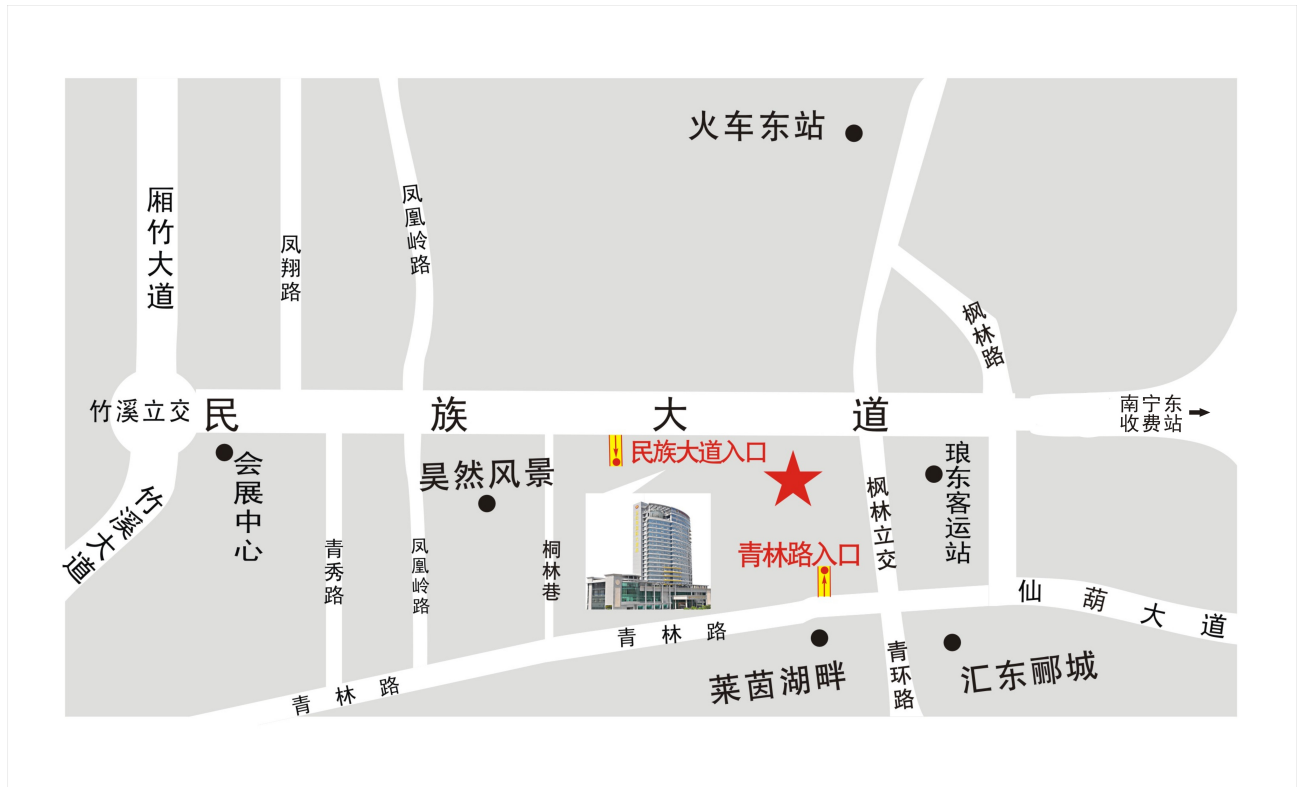 火车东站
厢竹大道
凤翔路
凤凰岭路
枫林路
竹溪立交
民族大道
南宁东
收费站
民族大道入口
会展中心
昊然风景
琅东客运站
枫林立交
竹溪大道
青秀路
凤凰岭路
桐林巷
青林路入口
仙葫大道
青林路
青林路
莱茵湖畔
青环路
汇东郦城